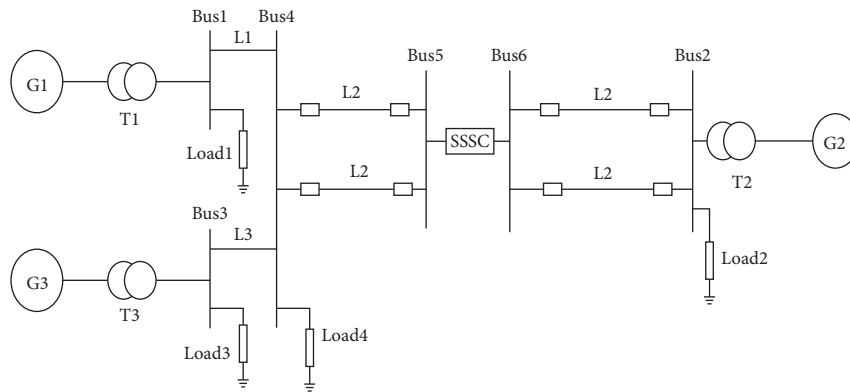 Bus1
Bus4
L1
G1
T1
Load1
Bus5
Bus6
Bus2
L2
L2
SSSC
L2
L2
G2
T2
Bus3
L3
G3
T3
Load3
Load4
Load2